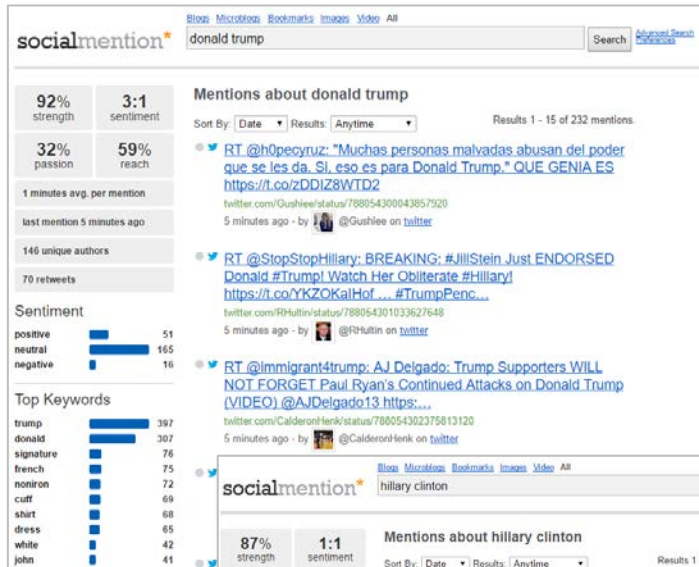 Blogs Microblogs Bookmarks Images Video All
socialmention*
donald trump
Search
Advanced Search
Preferences
92%
strength
3:1
sentiment
32%
passion
59%
reach
1 minutes avg. per mention
last mention 5 minutes ago
146 unique authors
70 retweets
Sentiment
positive 51
neutral 165
negative 16
Top Keywords
trump 397
donald 307
signature 76
french 75
noniron 72
cuff 69
shirt 68
dress 65
white 42
john 41
Mentions about donald trump
Sort By: Date Results: Anytime
Results 1 - 15 of 232 mentions.
RT @h0pecyruz: "Muchas personas malvadas abusan del poder
que se les da. SI, eso es para Donald Trump." QUE GENIA ES
https://t.co/zDDIZ8WTD2
twitter.com/Gushiee/status/788054300043857920
5 minutes ago - by @Gushiee on twitter
RT @StopStopHillary: BREAKING: #JillStein Just ENDORSED
Donald #Trump! Watch Her Obliterate #Hillary!
https://t.co/YKZOKalHof ... #TrumpPenc...
twitter.com/RHultin/status/788054301033627648
5 minutes ago - by @RHultin on twitter
RT @immigrant4trump: AJ Delgado: Trump Supporters WILL
NOT FORGET Paul Ryan's Continued Attacks on Donald Trump
(VIDEO) @AJDelgado13 https:...
twitter.com/CalderonHenk/status/788054302375813120
5 minutes ago - by @CalderonHenk on twitter
Blogs Microblogs Bookmarks Images Video All
socialmention*
hillary clinton
87%
strength
1:1
sentiment
Mentions about hillary clinton
Sort By: Date Results: Anytime
Results 1